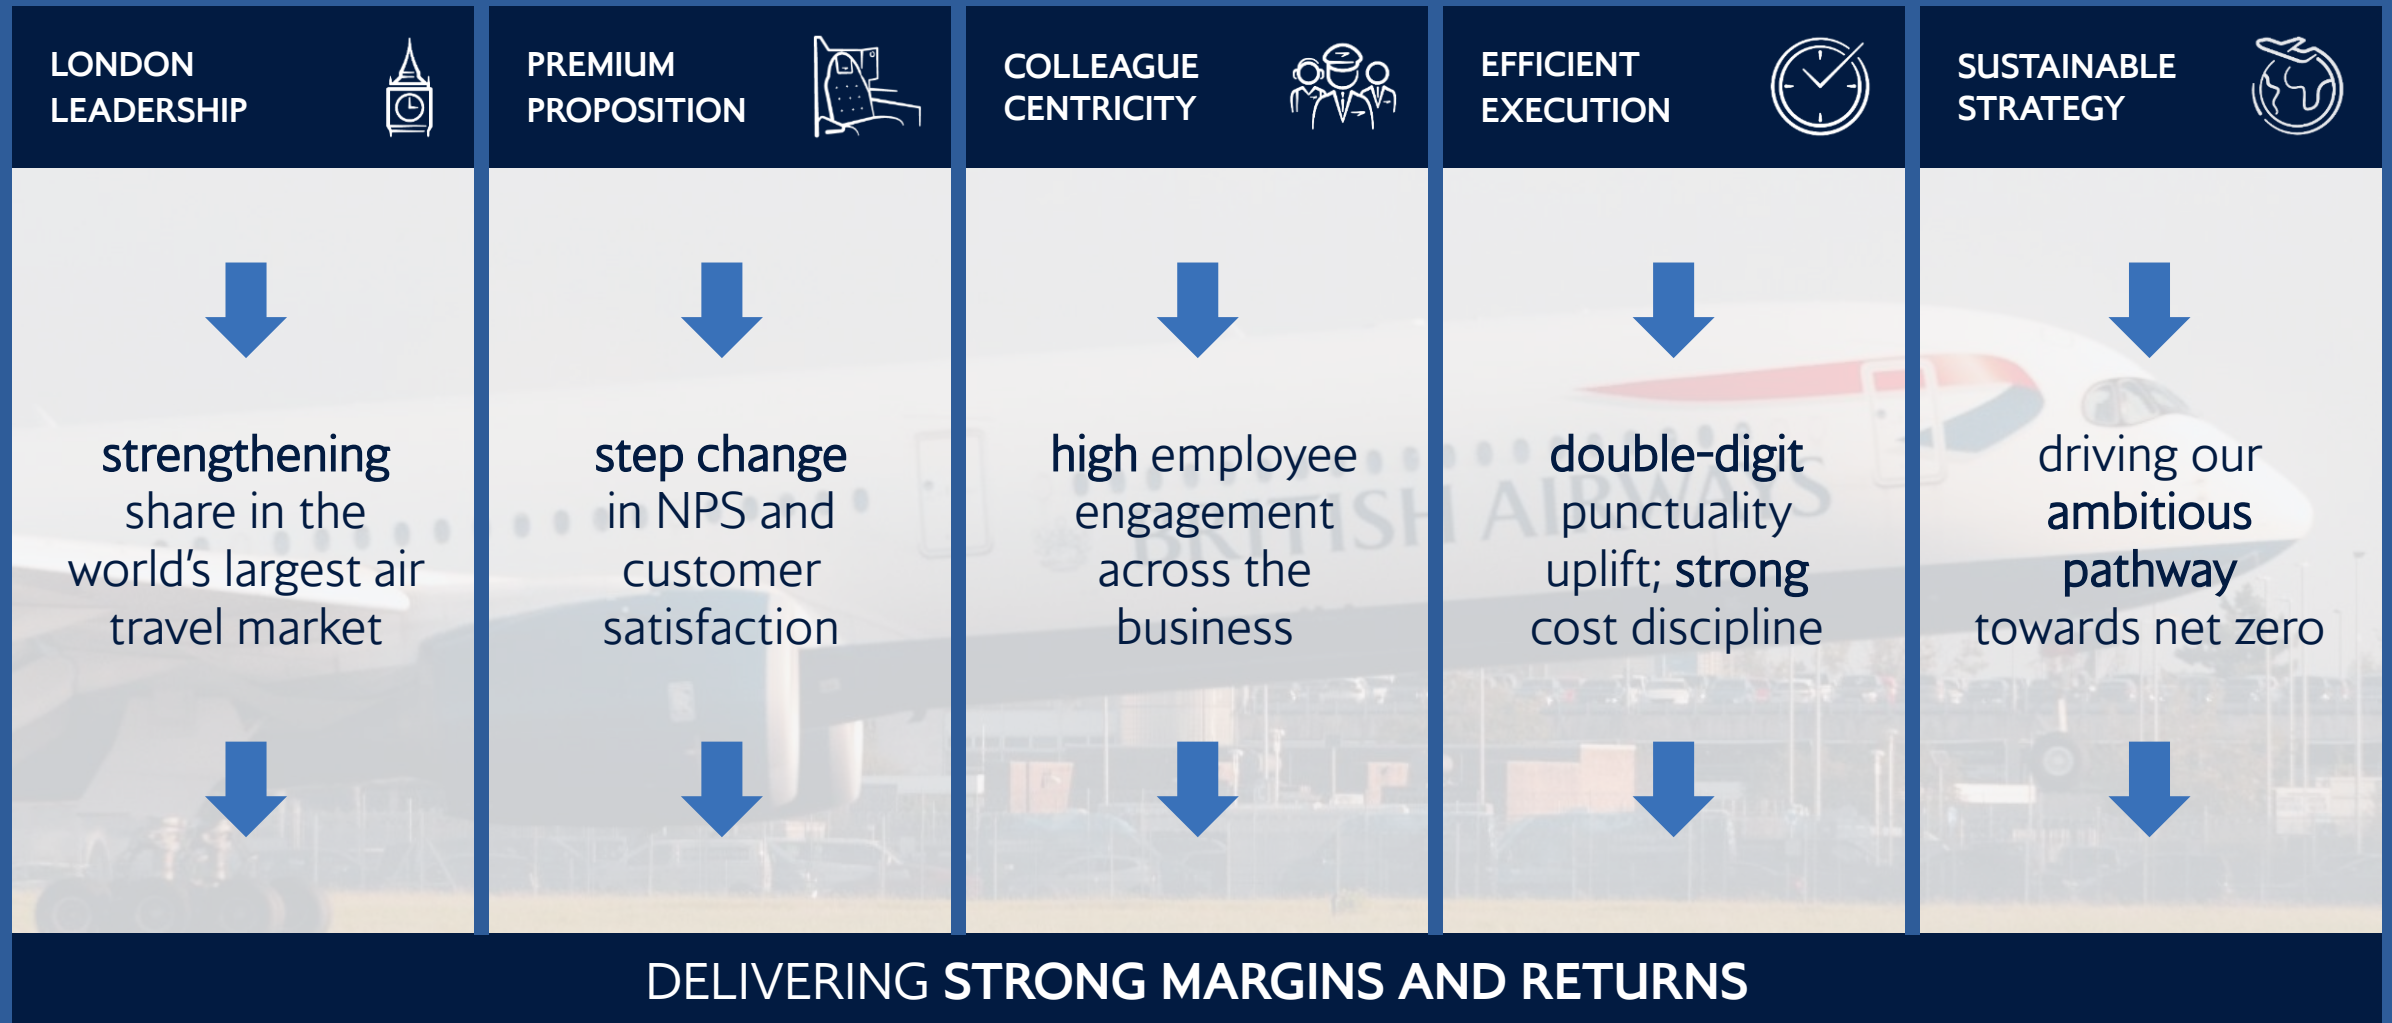 LONDON
LEADERSHIP
strengthening
share in the
world's largest air
travel market
PREMIUM
PROPOSITION
step change
in NPS and
customer
satisfaction
COLLEAGUE
CENTRICITY
high employee
engagement
across the
business
EFFICIENT
EXECUTION
double-digit
punctuality
uplift; strong
cost discipline
SUSTAINABLE
STRATEGY
driving our
ambitious
pathway
towards net zero
BRITISH AIRWAYS
DELIVERING STRONG MARGINS AND RETURNS